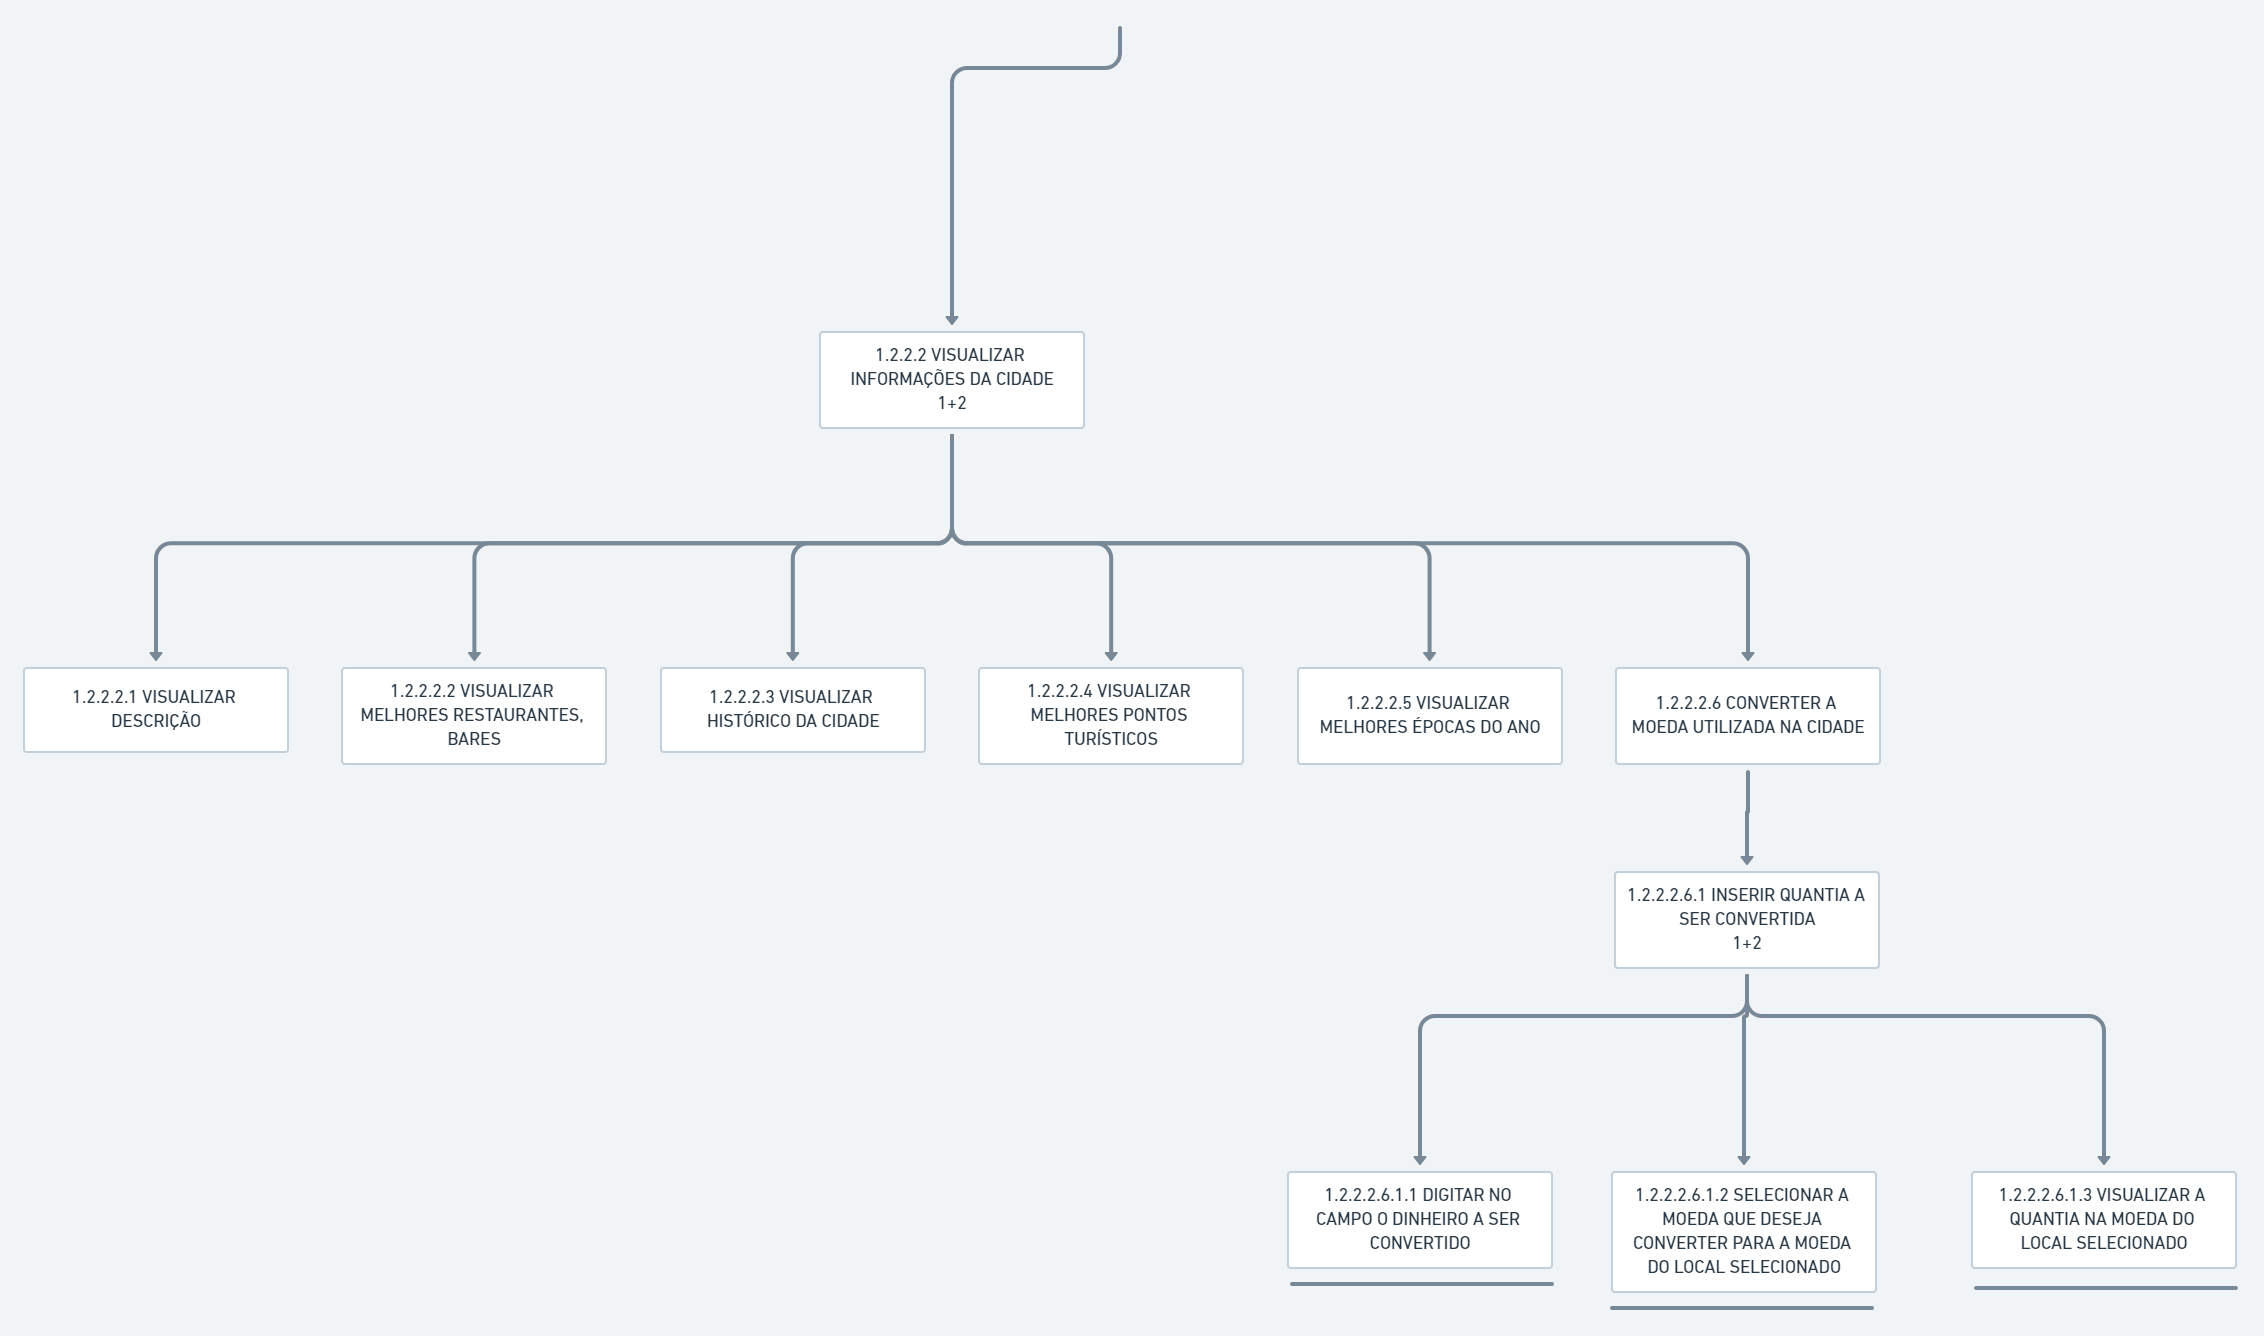 1.2.2.2 VISUALIZAR
INFORMAÇÕES DA CIDADE
1+2
1.2.2.2.1 VISUALIZAR
DESCRIÇÃO
1.2.2.2.2 VISUALIZAR
MELHORES RESTAURANTES,
BARES
1.2.2.2.3 VISUALIZAR
HISTÓRICO DA CIDADE
1.2.2.2.4 VISUALIZAR
MELHORES PONTOS
TURÍSTICOS
1.2.2.2.5 VISUALIZAR
MELHORES ÉPOCAS DO ANO
1.2.2.2.6 CONVERTER A
MOEDA UTILIZADA NA CIDADE
1.2.2.2.6.1 INSERIR QUANTIA A
SER CONVERTIDA
1+2
1.2.2.2.6.1.1 DIGITAR NO
CAMPO O DINHEIRO A SER
CONVERTIDO
1.2.2.2.6.1.2 SELECIONAR A
MOEDA QUE DESEJA
CONVERTER PARA A MOEDA
DO LOCAL SELECIONADO
1.2.2.2.6.1.3 VISUALIZAR A
QUANTIA NA MOEDA DO
LOCAL SELECIONADO